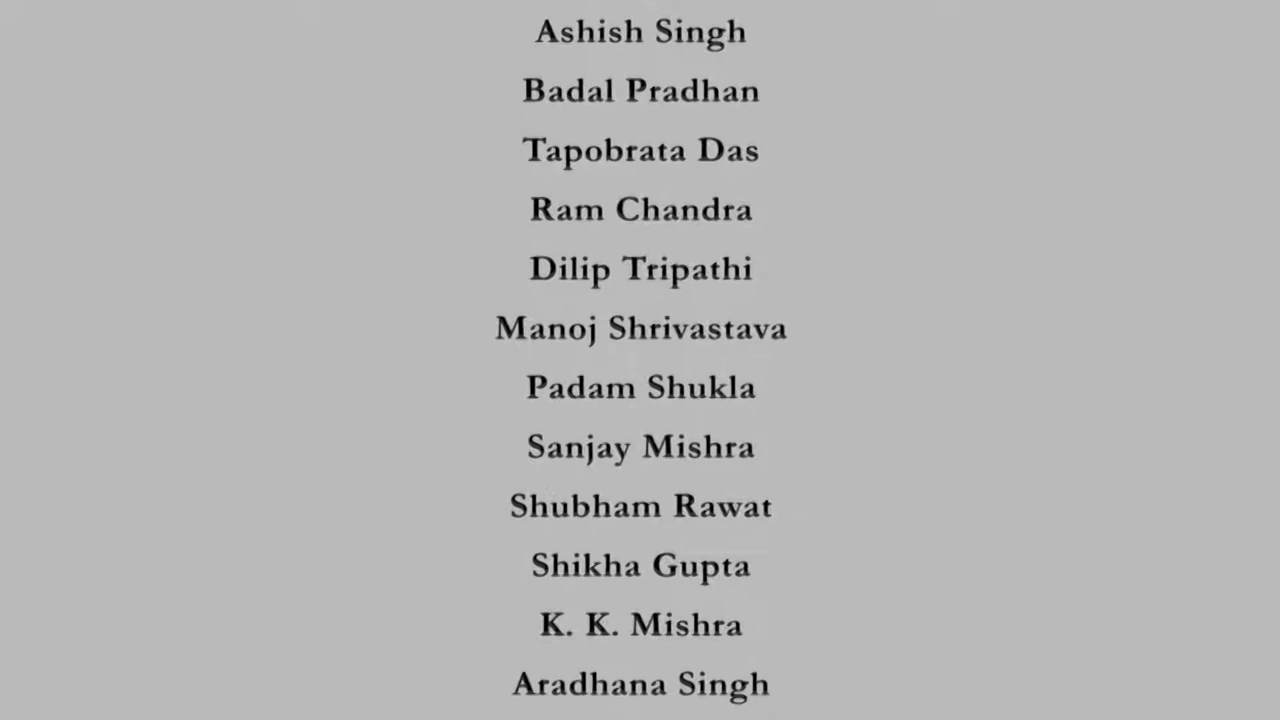 Ashish Singh
Badal Pradhan
Tapobrata Das
Ram Chandra
Dilip Tripathi
Manoj Shrivastava
Padam Shukla
Sanjay Mishra
Shubham Rawat
Shikha Gupta
K. K. Mishra
Aradhana Singh